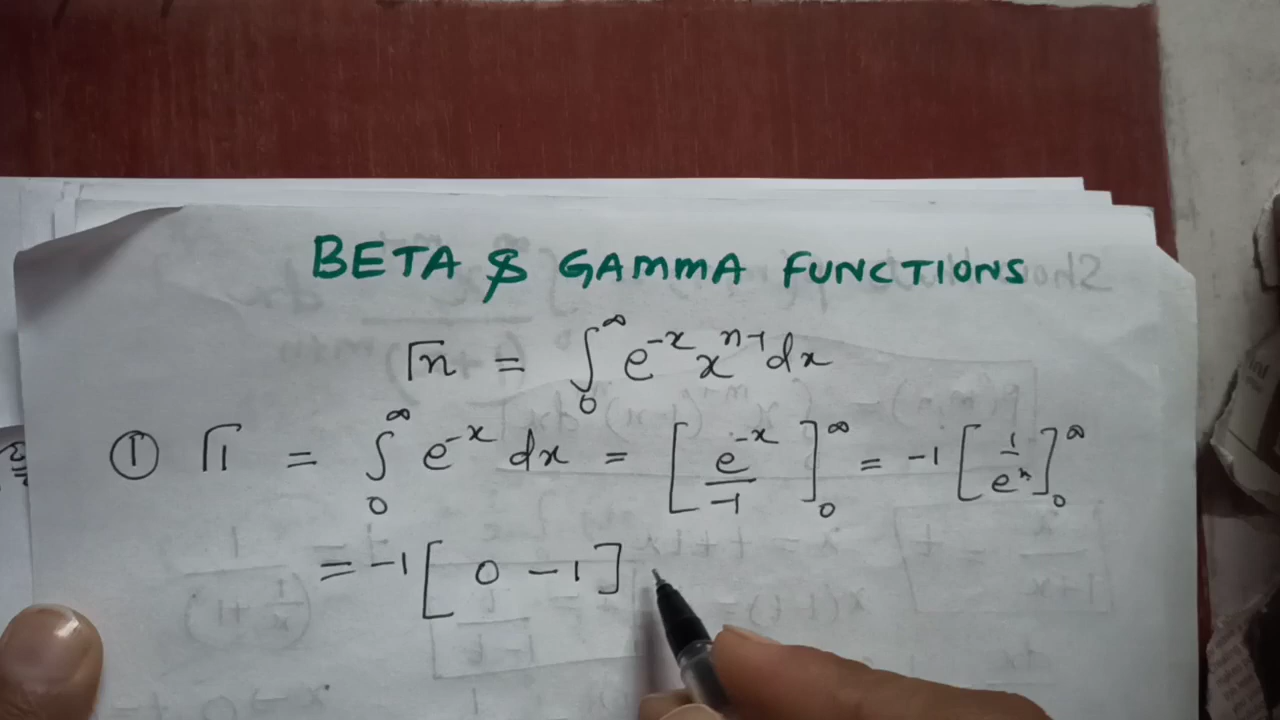 BETA & GAMMA FUNCTIONS
Γn = ∫₀^∞ e^{-x} x^{n-1} dx
① Γ1 = ∫₀^∞ e^{-x} dx = [e^{-x}/-1]₀^∞ = -1 [1/e^x]₀^∞
= -1 [0 - 1]